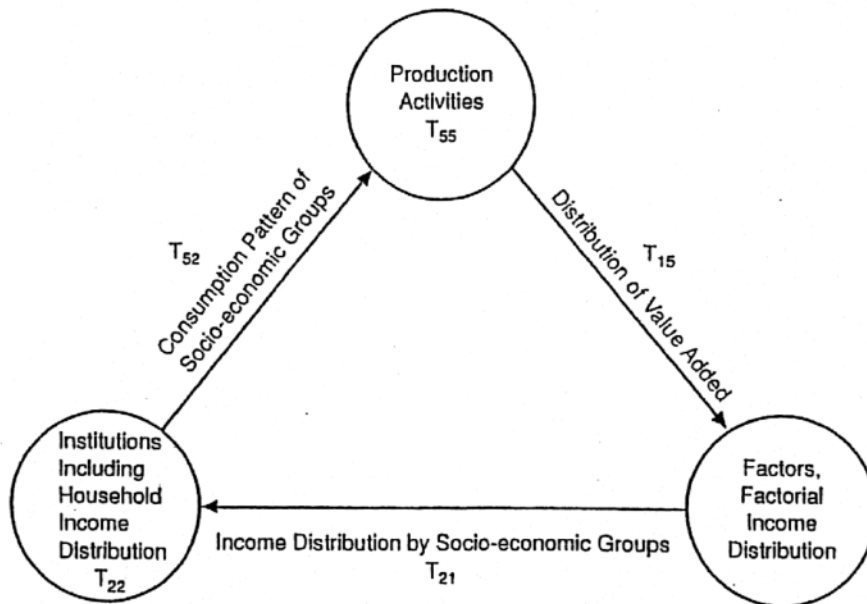 Production
Activities
T55
Consumption Pattern of
Socio-economic Groups
T52
Distribution of Value Added
T15
Institutions
Including
Household
Income
Distribution
T22
Factors,
Factorial
Income
Distribution
Income Distribution by Socio-economic Groups
T21